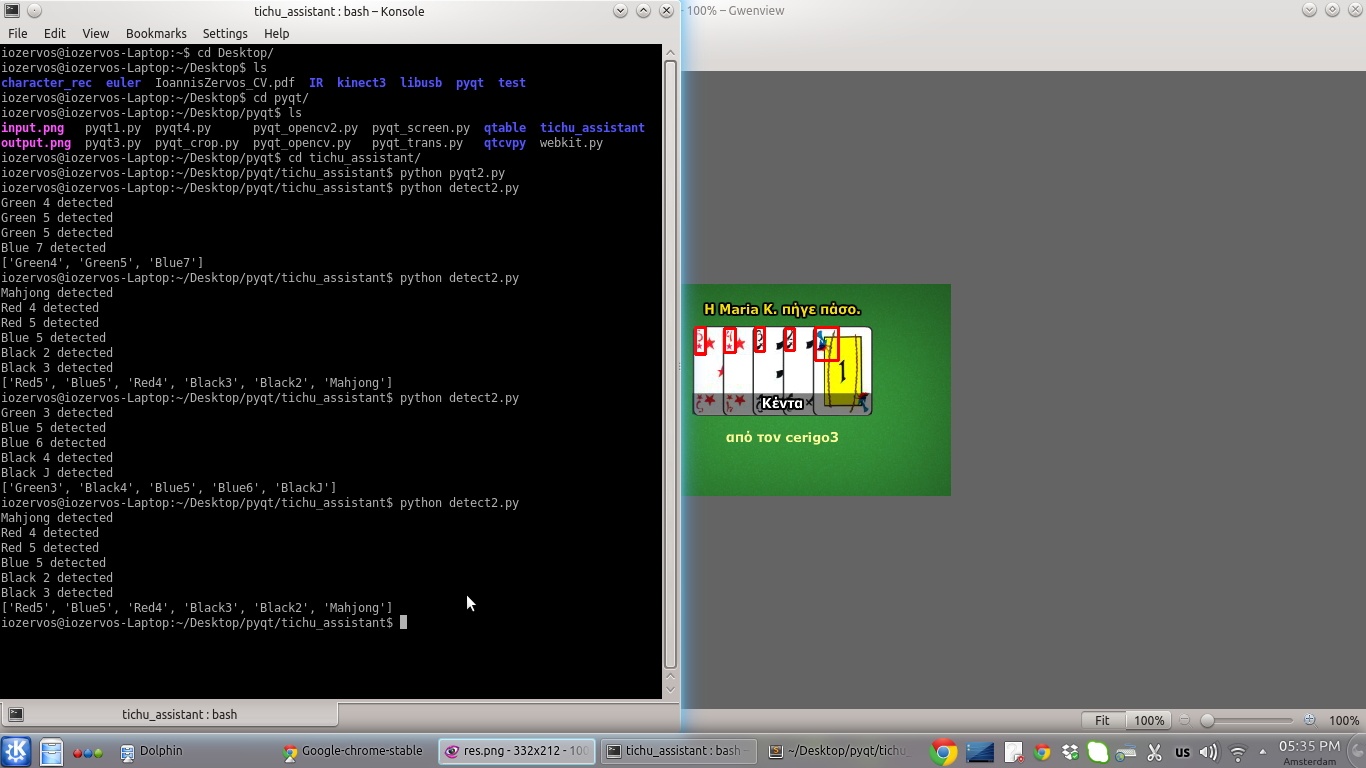 tichu_assistant : bash – Konsole
- 100% – Gwenview
File Edit View Bookmarks Settings Help
iozervos@iozervos-Laptop:~$ cd Desktop/
iozervos@iozervos-Laptop:~/Desktop$ ls
character_rec euler IoannisZervos_CV.pdf IR kinect3 libusb pyqt test
iozervos@iozervos-Laptop:~/Desktop$ cd pyqt/
iozervos@iozervos-Laptop:~/Desktop/pyqt$ ls
input.png pyqt1.py pyqt4.py pyqt_opencv2.py pyqt_screen.py qtable tichu_assistant
output.png pyqt3.py pyqt_crop.py pyqt_opencv.py pyqt_trans.py qtcvpy webkit.py
iozervos@iozervos-Laptop:~/Desktop/pyqt$ cd tichu_assistant/
iozervos@iozervos-Laptop:~/Desktop/pyqt/tichu_assistant$ python pyqt2.py
iozervos@iozervos-Laptop:~/Desktop/pyqt/tichu_assistant$ python detect2.py
Green 4 detected
Green 5 detected
Green 5 detected
Blue 7 detected
['Green4', 'Green5', 'Blue7']
iozervos@iozervos-Laptop:~/Desktop/pyqt/tichu_assistant$ python detect2.py
Mahjong detected
Red 4 detected
Red 5 detected
Blue 5 detected
Black 2 detected
Black 3 detected
['Red5', 'Blue5', 'Red4', 'Black3', 'Black2', 'Mahjong']
iozervos@iozervos-Laptop:~/Desktop/pyqt/tichu_assistant$ python detect2.py
Green 3 detected
Blue 5 detected
Blue 6 detected
Black 4 detected
Black J detected
['Green3', 'Black4', 'Blue5', 'Blue6', 'BlackJ']
iozervos@iozervos-Laptop:~/Desktop/pyqt/tichu_assistant$ python detect2.py
Mahjong detected
Red 4 detected
Red 5 detected
Blue 5 detected
Black 2 detected
Black 3 detected
['Red5', 'Blue5', 'Red4', 'Black3', 'Black2', 'Mahjong']
iozervos@iozervos-Laptop:~/Desktop/pyqt/tichu_assistant$
tichu_assistant : bash
Η Maria K. πήγε πάσο.
1
Κέντα
από τον cerigo3
Fit 100% 100%
Dolphin
Google-chrome-stable
res.png - 332x212 - 100
tichu_assistant : bash –
~/Desktop/pyqt/tichu_
us
05:35 PM
Amsterdam